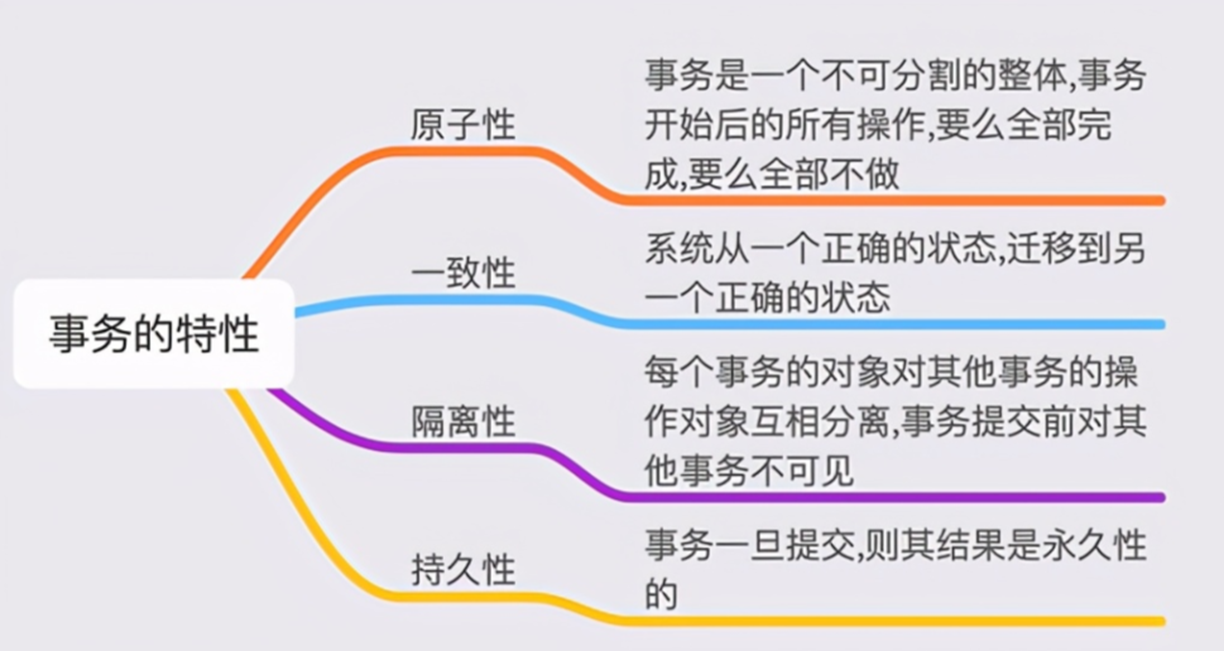 事务的特性
原子性
事务是一个不可分割的整体,事务
开始后的所有操作,要么全部完
成,要么全部不做
一致性
系统从一个正确的状态,迁移到另
一个正确的状态
隔离性
每个事务的对象对其他事务的操
作对象互相分离,事务提交前对其
他事务不可见
持久性
事务一旦提交,则其结果是永久性
的